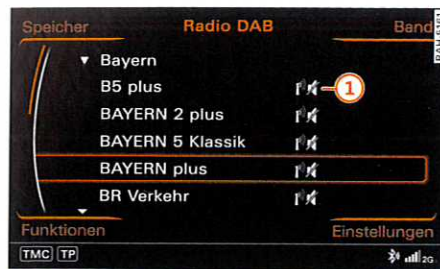 Speicher Radio DAB Band
Bayern
B5 plus 1
BAYERN 2 plus
BAYERN 5 Klassik
BAYERN plus
BR Verkehr
Funktionen Einstellungen
TMC TP 2G